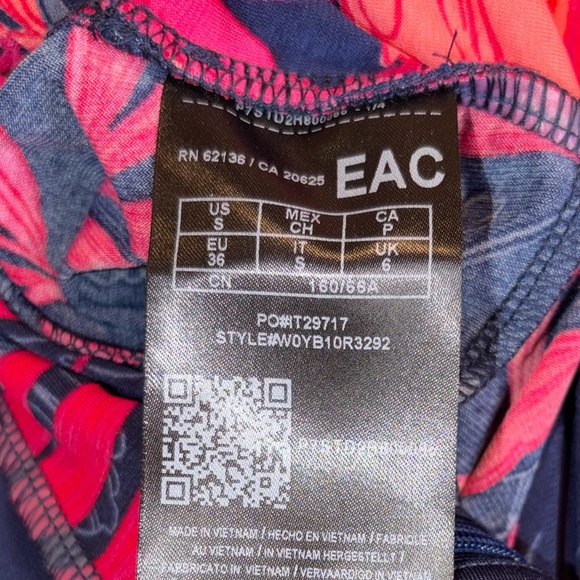 RN 62136 / CA 20625
EAC
US S MEX CH CA P
EU 36 IT S UK 6
CN 160/66A
PO#IT29717
STYLE#W0YB10R3292
MADE IN VIETNAM / HECHO EN VIETNAM / FABRIQUÉ
AU VIETNAM / IN VIETNAM HERGESTELLT /
FABBRICATO IN VIETNAM / VERVAARDIGD IN VIETNAM